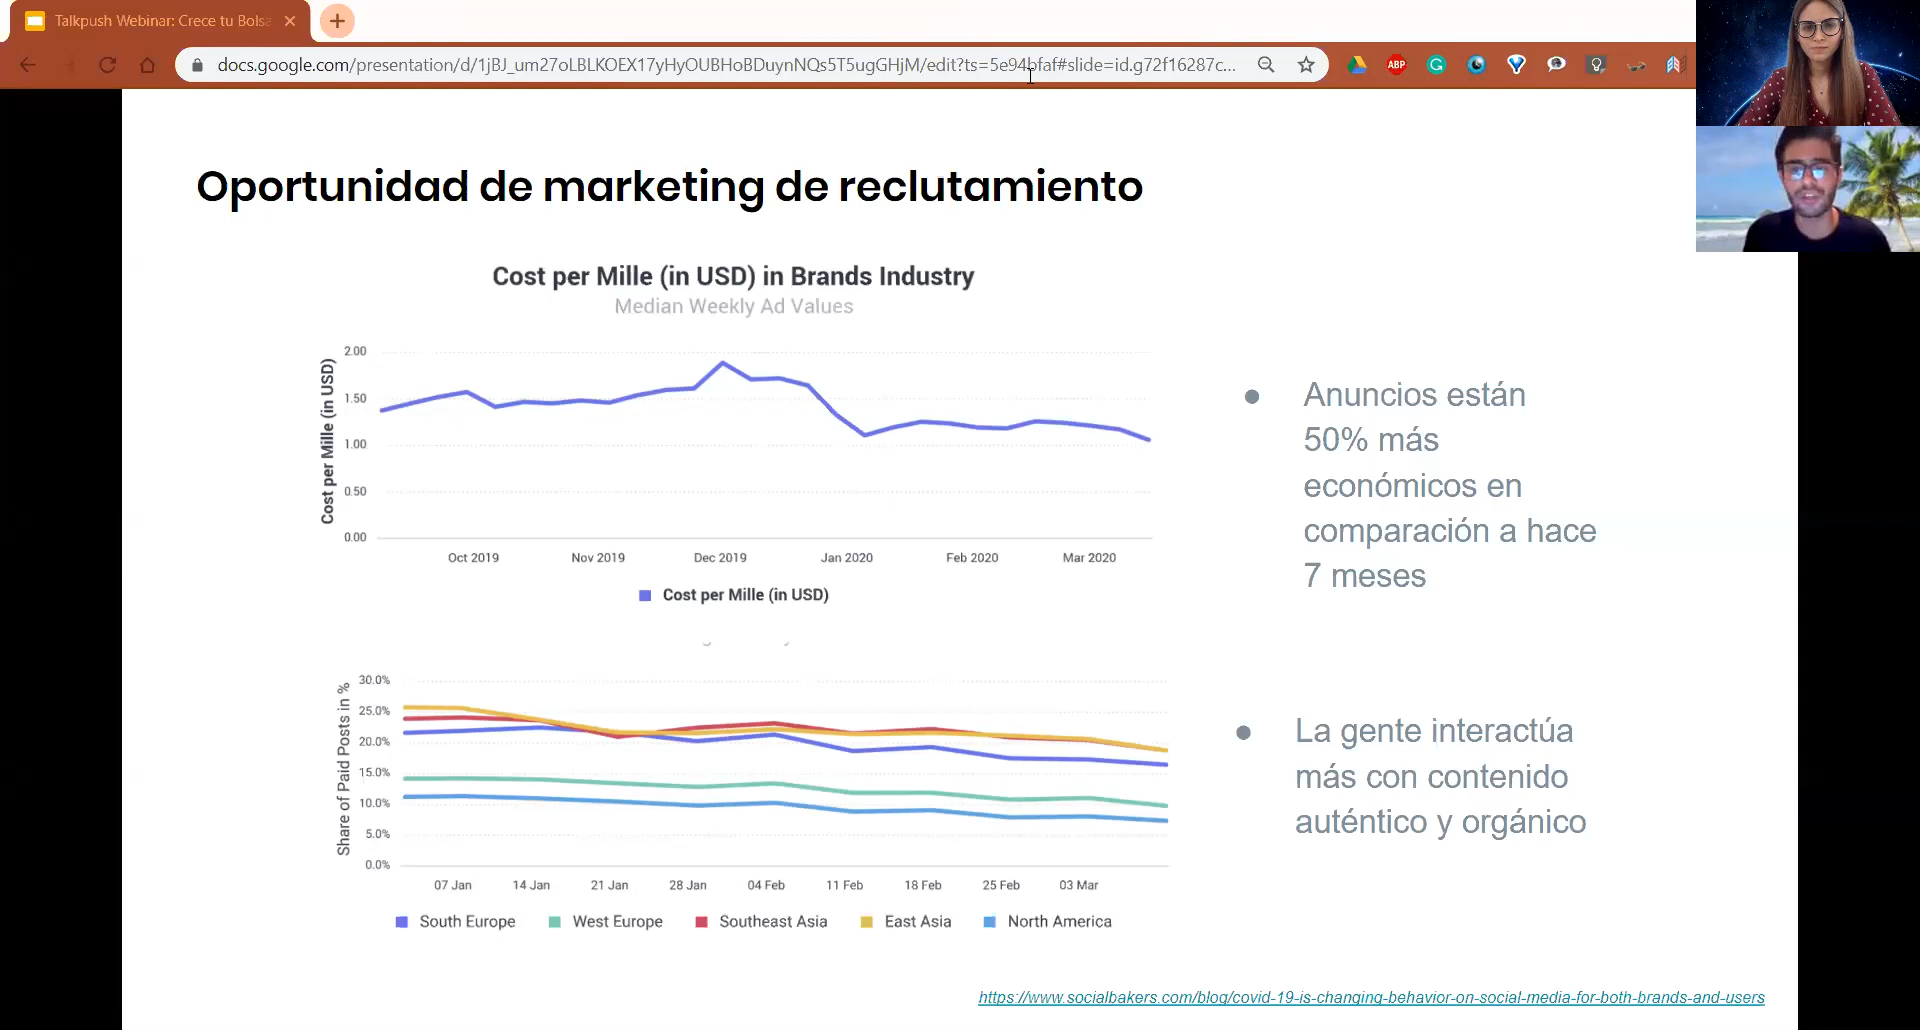 Talkpush Webinar: Crece tu Bolsa
docs.google.com/presentation/d/1jBJ_um27oLBLKOEX17yHyOUBHoBDuynNQs5T5ugGHjM/edit?ts=5e94bfaf#slide=id.g72f16287c...
ABP
Oportunidad de marketing de reclutamiento
Cost per Mille (in USD) in Brands Industry
Median Weekly Ad Values
Cost per Mille (in USD)
2.00
1.50
1.00
0.50
0.00
Oct 2019 Nov 2019 Dec 2019 Jan 2020 Feb 2020 Mar 2020
Cost per Mille (in USD)
Anuncios están
50% más
económicos en
comparación a hace
7 meses
Share of Paid Posts in %
30.0%
25.0%
20.0%
15.0%
10.0%
5.0%
0.0%
07 Jan 14 Jan 21 Jan 28 Jan 04 Feb 11 Feb 18 Feb 25 Feb 03 Mar
South Europe West Europe Southeast Asia East Asia North America
La gente interactúa
más con contenido
auténtico y orgánico
https://www.socialbakers.com/blog/covid-19-is-changing-behavior-on-social-media-for-both-brands-and-users